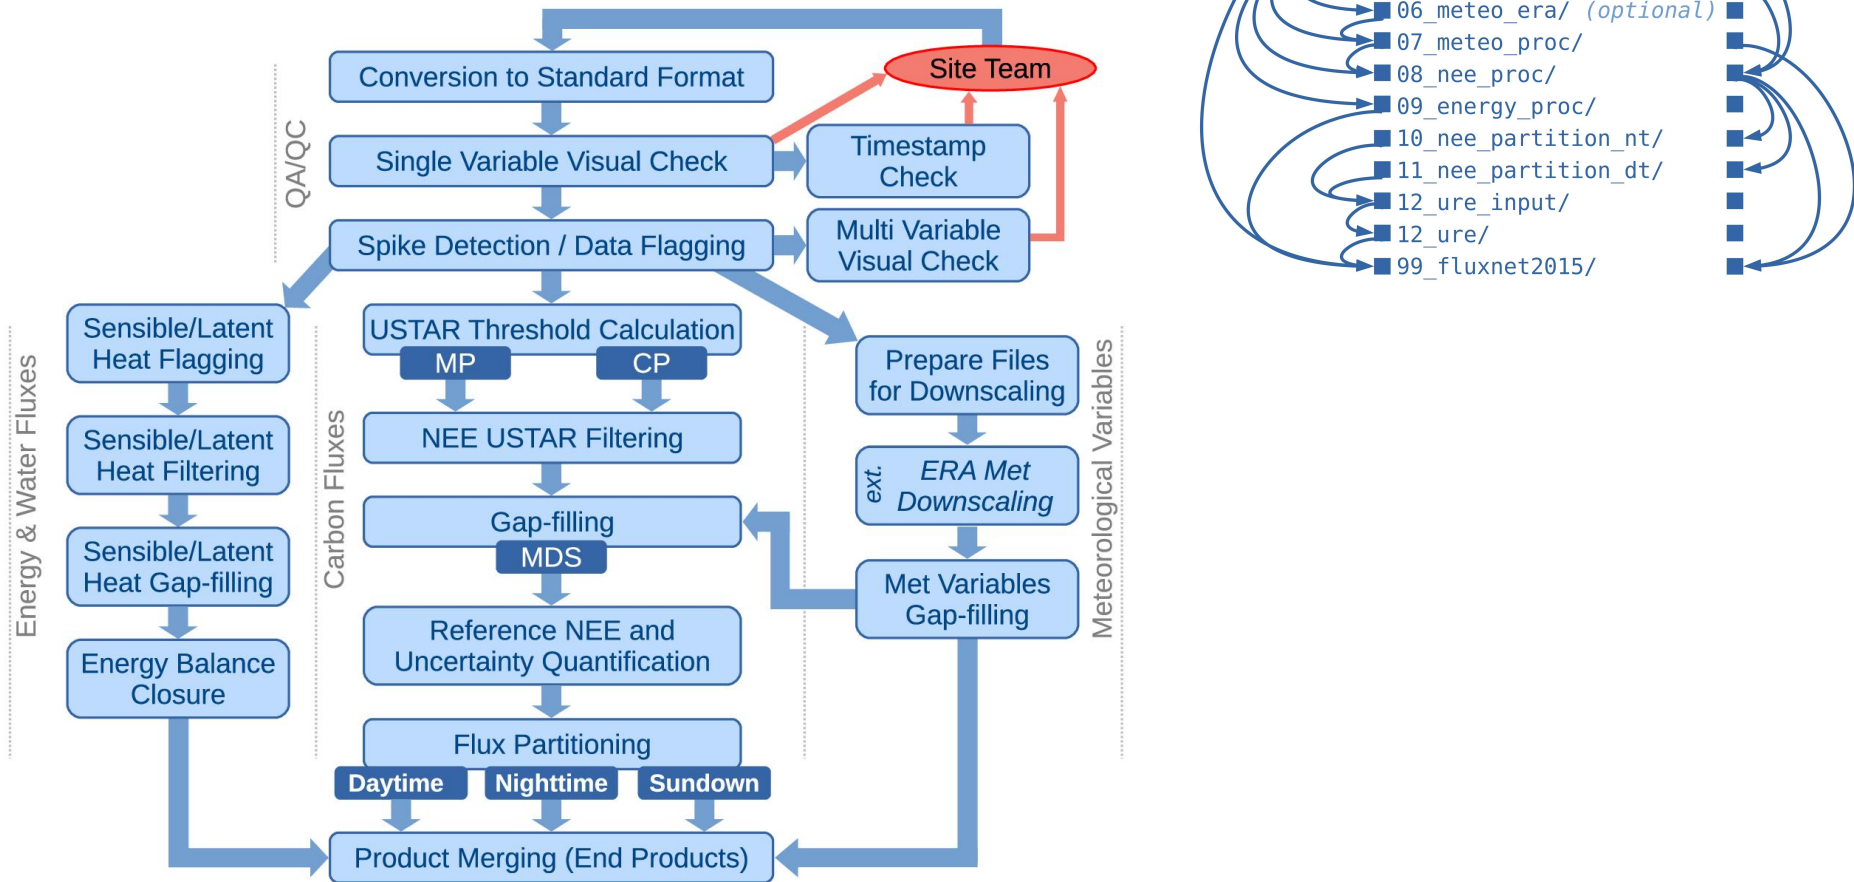 Conversion to Standard Format
Site Team
Single Variable Visual Check
Timestamp
Check
QA/QC
Spike Detection / Data Flagging
Multi Variable
Visual Check
Sensible/Latent
Heat Flagging
Sensible/Latent
Heat Filtering
Sensible/Latent
Heat Gap-filling
Energy Balance
Closure
Energy & Water Fluxes
USTAR Threshold Calculation
MP
CP
NEE USTAR Filtering
Gap-filling
MDS
Reference NEE and
Uncertainty Quantification
Flux Partitioning
Daytime
Nighttime
Sundown
Carbon Fluxes
Prepare Files
for Downscaling
ext.
ERA Met
Downscaling
Met Variables
Gap-filling
Meteorological Variables
Product Merging (End Products)
06_meteo_era/ (optional)
07_meteo_proc/
08_nee_proc/
09_energy_proc/
10_nee_partition_nt/
11_nee_partition_dt/
12_ure_input/
12_ure/
99_fluxnet2015/